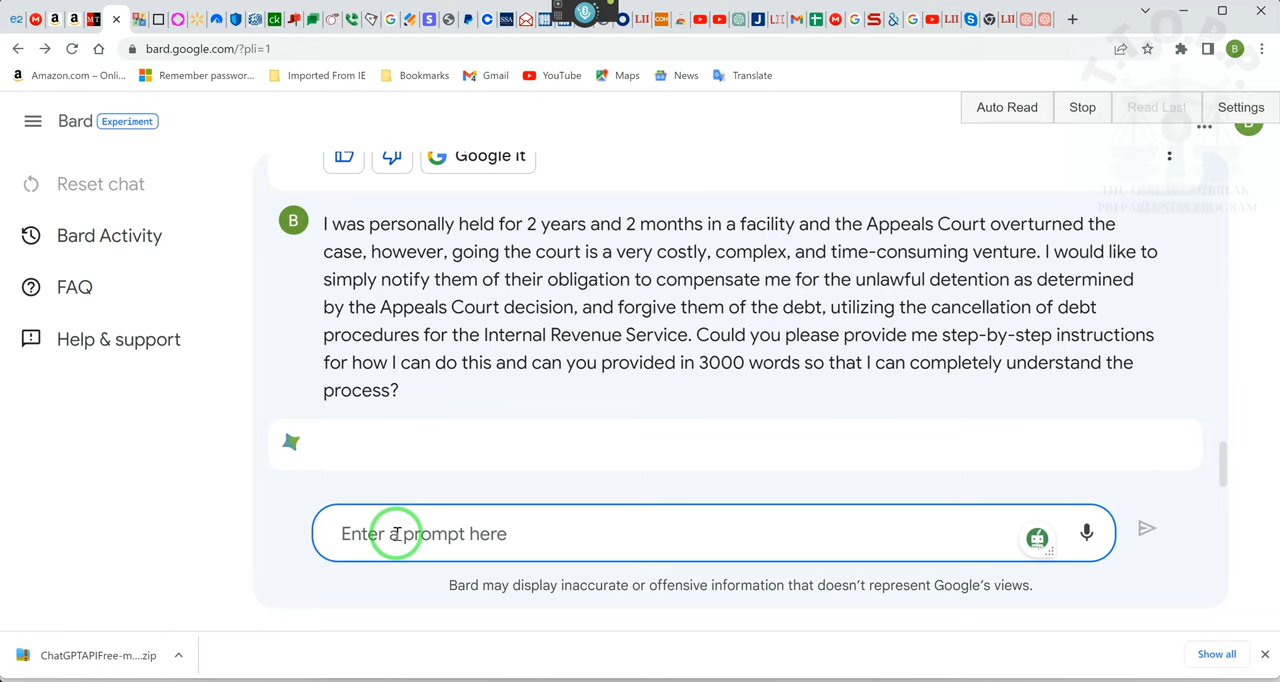 bard.google.com/?pli=1
Amazon.com – Onli... Remember passwor... Imported From IE Bookmarks Gmail YouTube Maps News Translate
Auto Read Stop Read Last Settings
Bard Experiment
Reset chat
Bard Activity
FAQ
Help & support
Google it
B
I was personally held for 2 years and 2 months in a facility and the Appeals Court overturned the
case, however, going the court is a very costly, complex, and time-consuming venture. I would like to
simply notify them of their obligation to compensate me for the unlawful detention as determined
by the Appeals Court decision, and forgive them of the debt, utilizing the cancellation of debt
procedures for the Internal Revenue Service. Could you please provide me step-by-step instructions
for how I can do this and can you provided in 3000 words so that I can completely understand the
process?
Enter a prompt here
Bard may display inaccurate or offensive information that doesn't represent Google's views.
ChatGPTAPIFree-m....zip
Show all